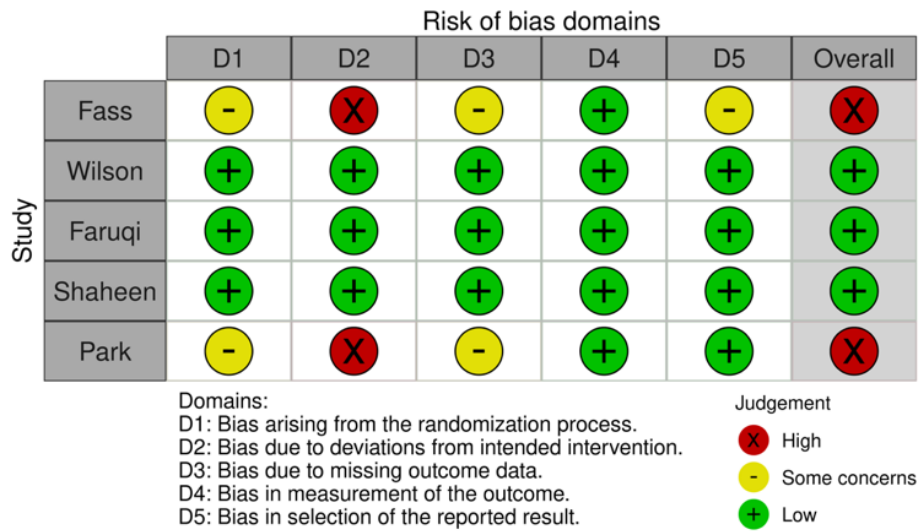 Risk of bias domains
D1 D2 D3 D4 D5 Overall
Study
Fass - X - + - X
Wilson + + + + + +
Faruqi + + + + + +
Shaheen + + + + + +
Park - X - + + X
Domains:
D1: Bias arising from the randomization process.
D2: Bias due to deviations from intended intervention.
D3: Bias due to missing outcome data.
D4: Bias in measurement of the outcome.
D5: Bias in selection of the reported result.
Judgement
X High
- Some concerns
+ Low